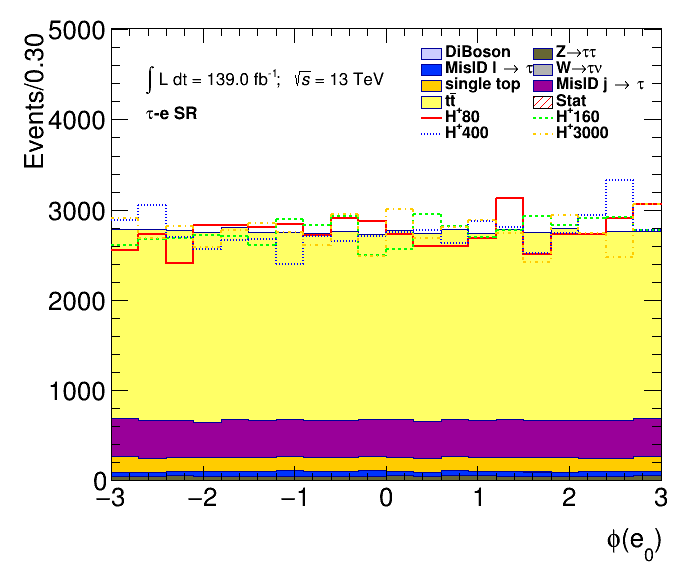 Events/0.30
5000
4000
3000
2000
1000
0
∫ L dt = 139.0 fb⁻¹; √s = 13 TeV
τ-e SR
DiBoson Z→ττ
MisID l → τ W→τν
single top MisID j → τ
tt̄ Stat
H⁺80 H⁺160
H⁺400 H⁺3000
−3 −2 −1 0 1 2 3
ϕ(e₀)